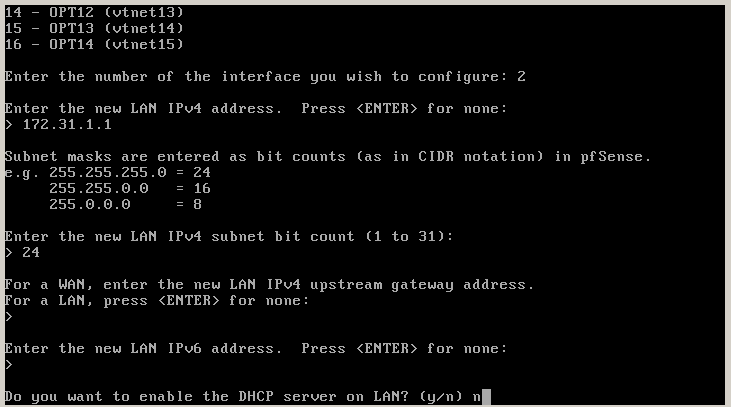 14 - OPT12 (vtnet13)
15 - OPT13 (vtnet14)
16 - OPT14 (vtnet15)
Enter the number of the interface you wish to configure: 2
Enter the new LAN IPv4 address.  Press <ENTER> for none:
> 172.31.1.1
Subnet masks are entered as bit counts (as in CIDR notation) in pfSense.
e.g. 255.255.255.0 = 24
     255.255.0.0   = 16
     255.0.0.0     = 8
Enter the new LAN IPv4 subnet bit count (1 to 31):
> 24
For a WAN, enter the new LAN IPv4 upstream gateway address.
For a LAN, press <ENTER> for none:
>
Enter the new LAN IPv6 address.  Press <ENTER> for none:
>
Do you want to enable the DHCP server on LAN? (y/n) n